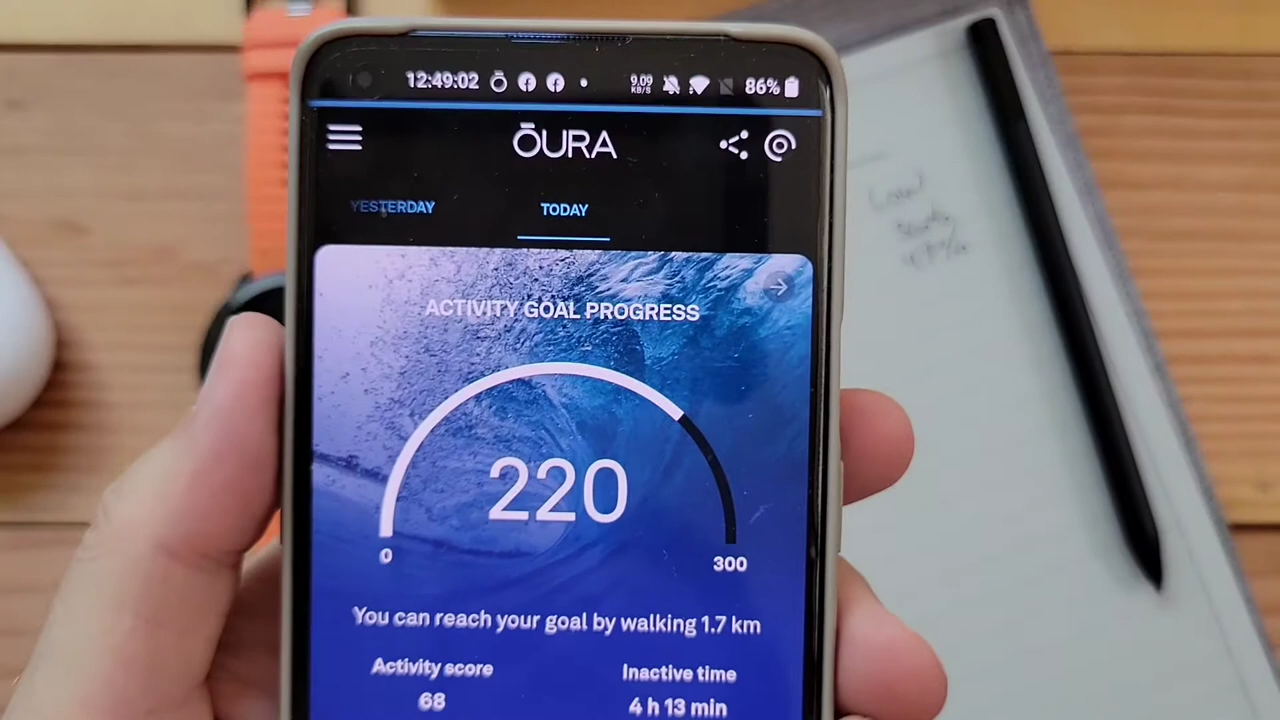 12:49:02 9.09 KB/S 86%
ŌURA
YESTERDAY TODAY
ACTIVITY GOAL PROGRESS
220
0 300
You can reach your goal by walking 1.7 km
Activity score Inactive time
68 4 h 13 min